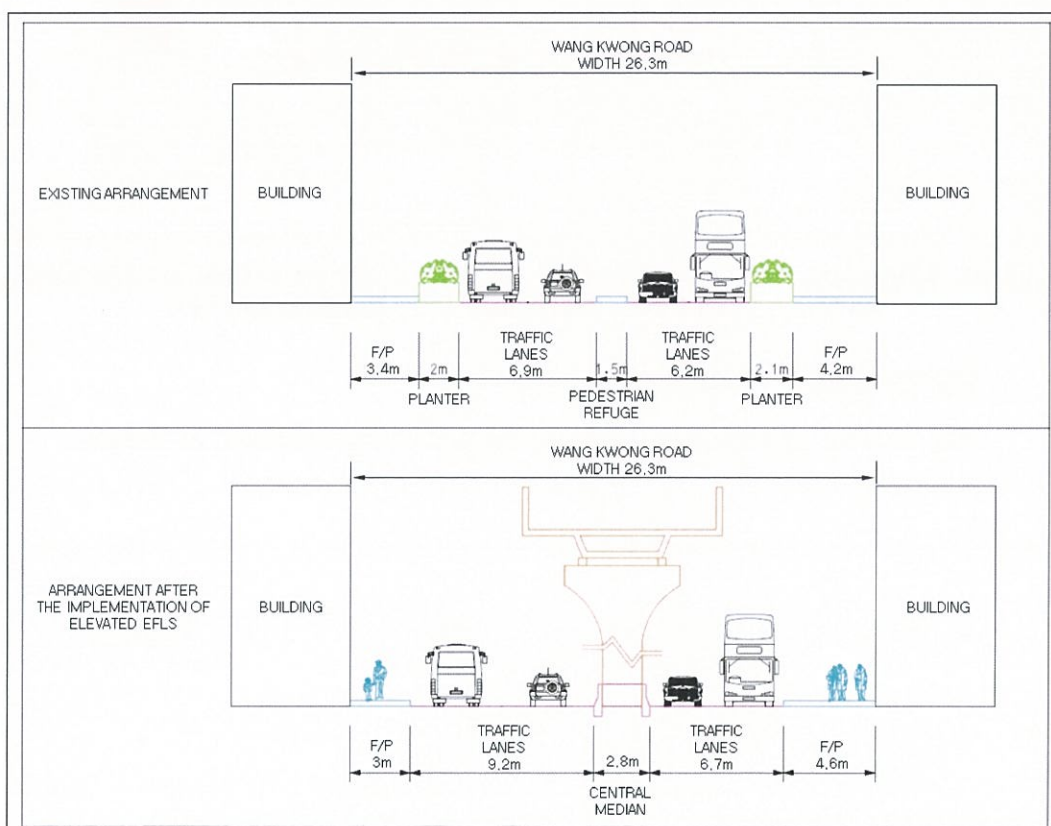 WANG KWONG ROAD
WIDTH 26.3m
EXISTING ARRANGEMENT
BUILDING
BUILDING
F/P
3.4m
2m
PLANTER
TRAFFIC
LANES
6.9m
1.5m
PEDESTRIAN
REFUGE
TRAFFIC
LANES
6.2m
2.1m
PLANTER
F/P
4.2m
WANG KWONG ROAD
WIDTH 26.3m
ARRANGEMENT AFTER
THE IMPLEMENTATION OF
ELEVATED EFLS
BUILDING
BUILDING
F/P
3m
TRAFFIC
LANES
9.2m
2.8m
CENTRAL
MEDIAN
TRAFFIC
LANES
6.7m
F/P
4.6m